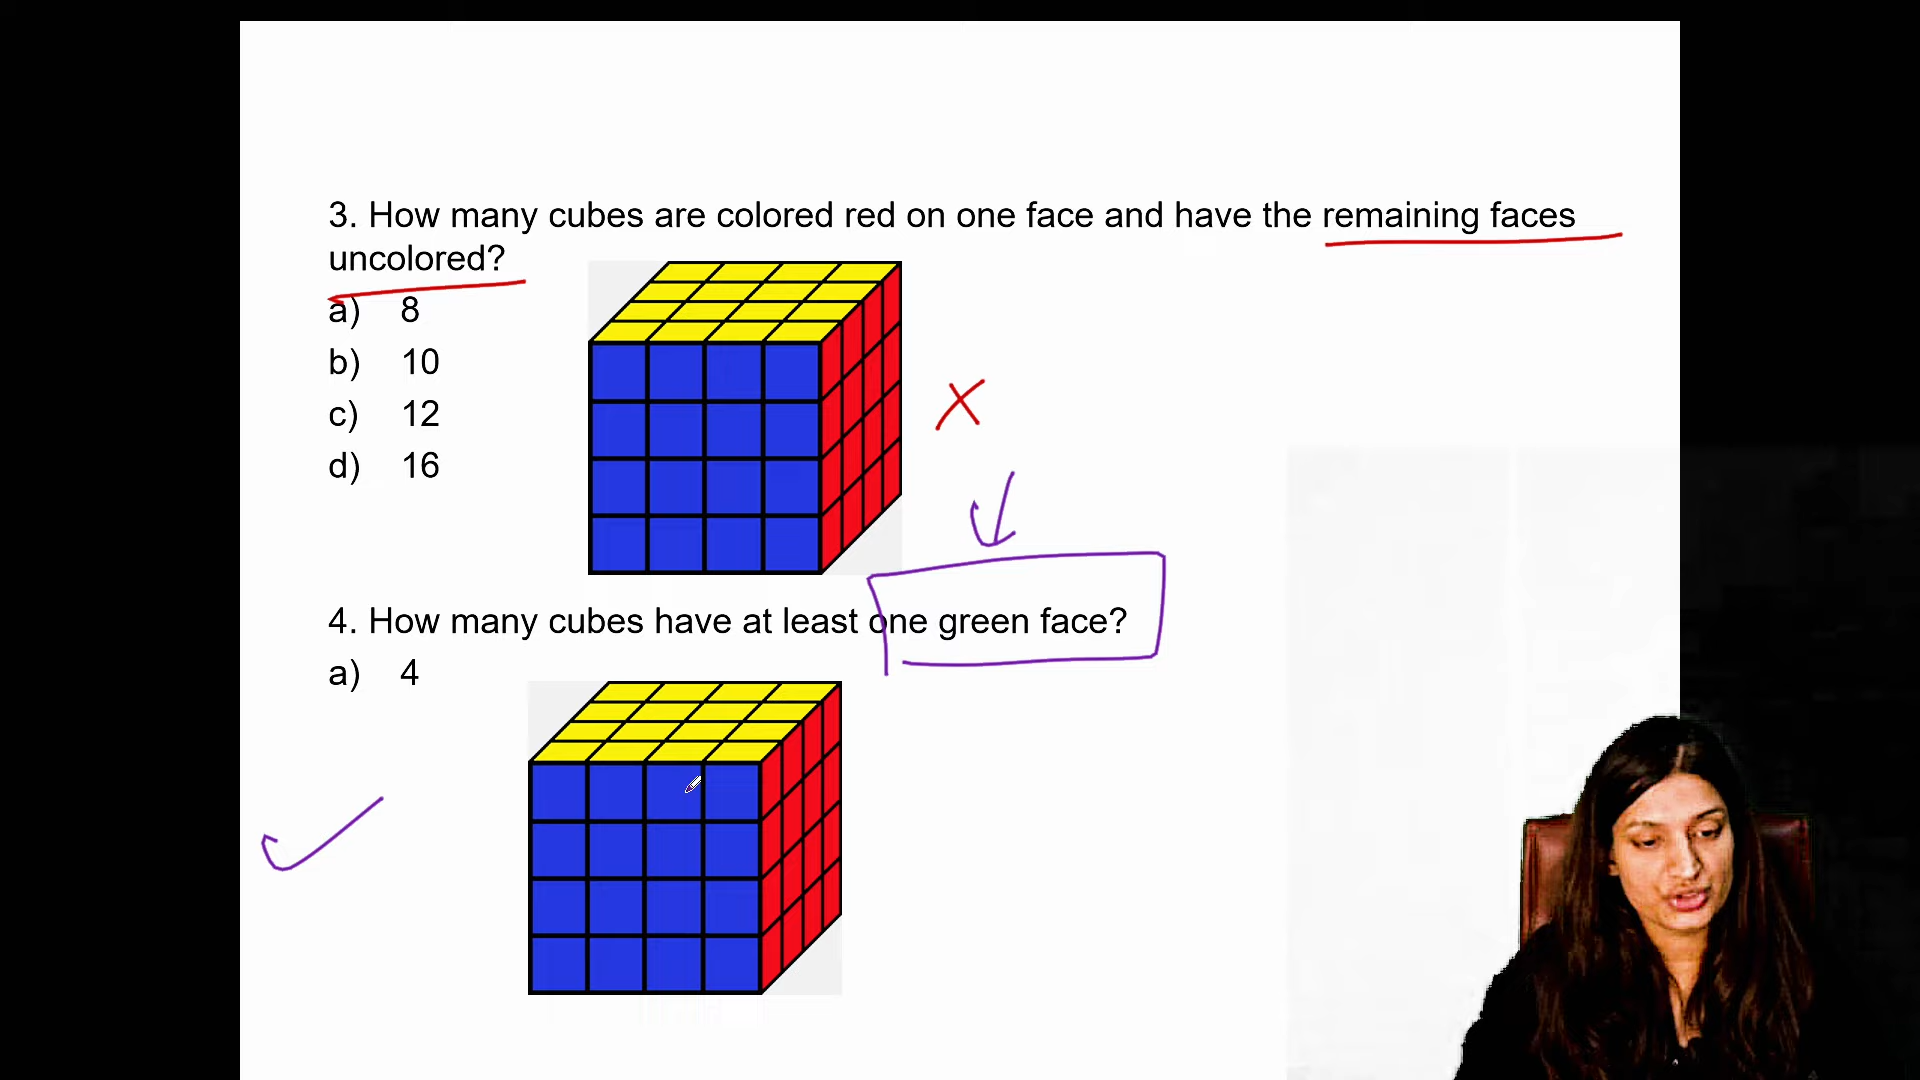 3. How many cubes are colored red on one face and have the remaining faces
uncolored?
a) 8
b) 10
c) 12
d) 16
4. How many cubes have at least one green face?
a) 4